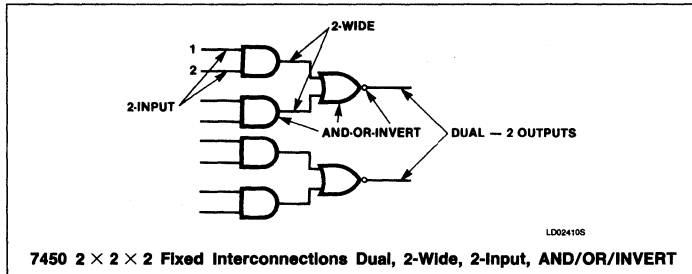 2-WIDE
1
2
2-INPUT
AND-OR-INVERT
DUAL — 2 OUTPUTS
LD02410S
7450 2 × 2 × 2 Fixed Interconnections Dual, 2-Wide, 2-Input, AND/OR/INVERT